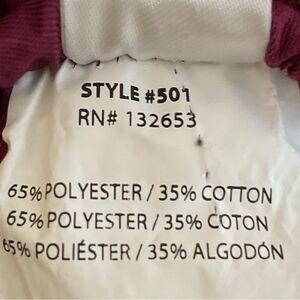 STYLE #501
RN# 132653
65% POLYESTER / 35% COTTON
65% POLYESTER / 35% COTON
65% POLIÉSTER / 35% ALGODÓN